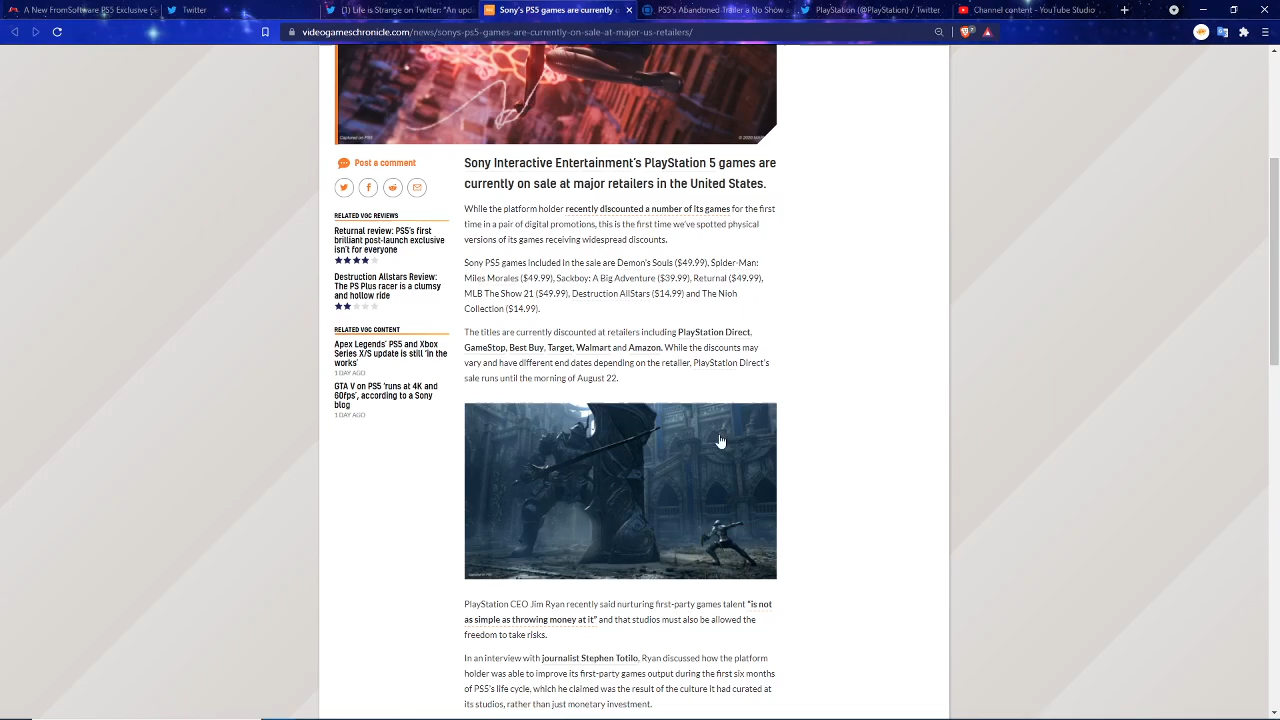 A New FromSoftware PS5 Exclusive (&
Twitter
(1) Life is Strange on Twitter: "An upd
Sony's PS5 games are currently o
PS5's Abandoned Trailer Is a No Show
PlayStation (@PlayStation) / Twitter
Channel content - YouTube Studio
videogameschronicle.com/news/sonys-ps5-games-are-currently-on-sale-at-major-us-retailers/
Captured on PS5
Post a comment
RELATED VGC REVIEWS
Returnal review: PS5's first
brilliant post-launch exclusive
isn't for everyone
Destruction Allstars Review:
The PS Plus racer is a clumsy
and hollow ride
RELATED VGC CONTENT
Apex Legends' PS5 and Xbox
Series X/S update is still 'in the
works'
1 DAY AGO
GTA V on PS5 'runs at 4K and
60fps', according to a Sony
blog
1 DAY AGO
Sony Interactive Entertainment's PlayStation 5 games are
currently on sale at major retailers in the United States.
While the platform holder recently discounted a number of its games for the first
time in a pair of digital promotions, this is the first time we've spotted physical
versions of its games receiving widespread discounts.
Sony PS5 games included in the sale are Demon's Souls ($49.99), Spider-Man:
Miles Morales ($49.99), Sackboy: A Big Adventure ($39.99), Returnal ($49.99),
MLB The Show 21 ($49.99), Destruction AllStars ($14.99) and The Nioh
Collection ($14.99).
The titles are currently discounted at retailers including PlayStation Direct,
GameStop, Best Buy, Target, Walmart and Amazon. While the discounts may
vary and have different end dates depending on the retailer, PlayStation Direct's
sale runs until the morning of August 22.
PlayStation CEO Jim Ryan recently said nurturing first-party games talent "is not
as simple as throwing money at it" and that studios must also be allowed the
freedom to take risks.
In an interview with journalist Stephen Totilo, Ryan discussed how the platform
holder was able to improve its first-party games output during the first six months
of PS5's life cycle, which he claimed was the result of the culture it had curated at
its studios, rather than just monetary investment.